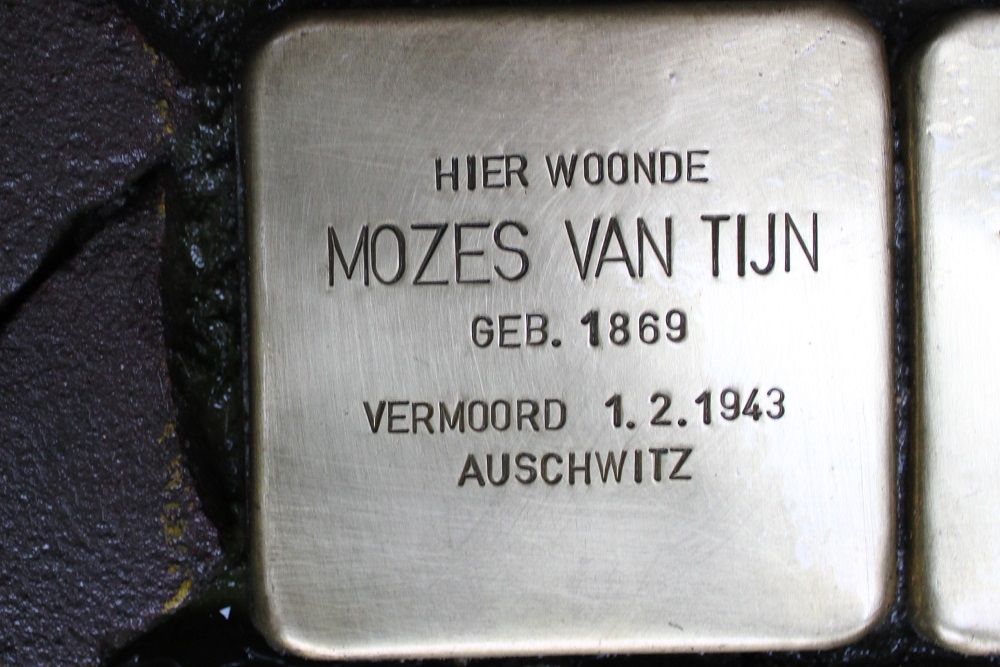 HIER WOONDE
MOZES VAN TIJN
GEB. 1869
VERMOORD 1.2.1943
AUSCHWITZ